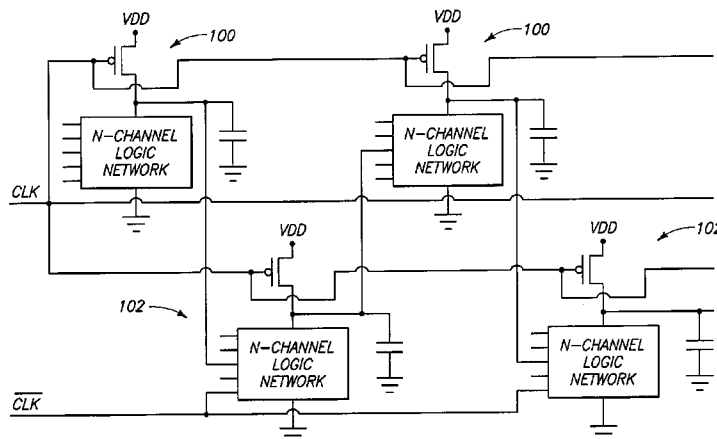 VDD
100
VDD
100
N-CHANNEL
LOGIC
NETWORK
N-CHANNEL
LOGIC
NETWORK
CLK
VDD
VDD
102
102
N-CHANNEL
LOGIC
NETWORK
N-CHANNEL
LOGIC
NETWORK
CLK